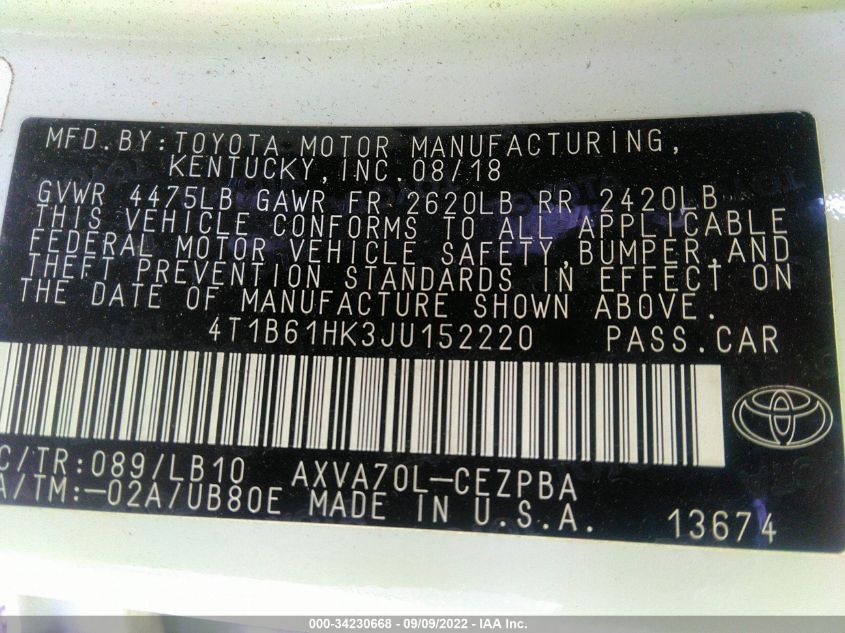 MFD.BY:TOYOTA MOTOR MANUFACTURING,
KENTUCKY,INC.08/18
GVWR 4475LB GAWR FR 2620LB RR 2420LB
THIS VEHICLE CONFORMS TO ALL APPLICABLE
FEDERAL MOTOR VEHICLE SAFETY,BUMPER,AND
THEFT PREVENTION STANDARDS IN EFFECT ON
THE DATE OF MANUFACTURE SHOWN ABOVE.
4T1B61HK3JU152220 PASS.CAR
C/TR:089/LB10 AXVA70L-CEZPBA
A/TM:-02A/UB80E MADE IN U.S.A. 13674
000-34230668 - 09/09/2022 - IAA Inc.